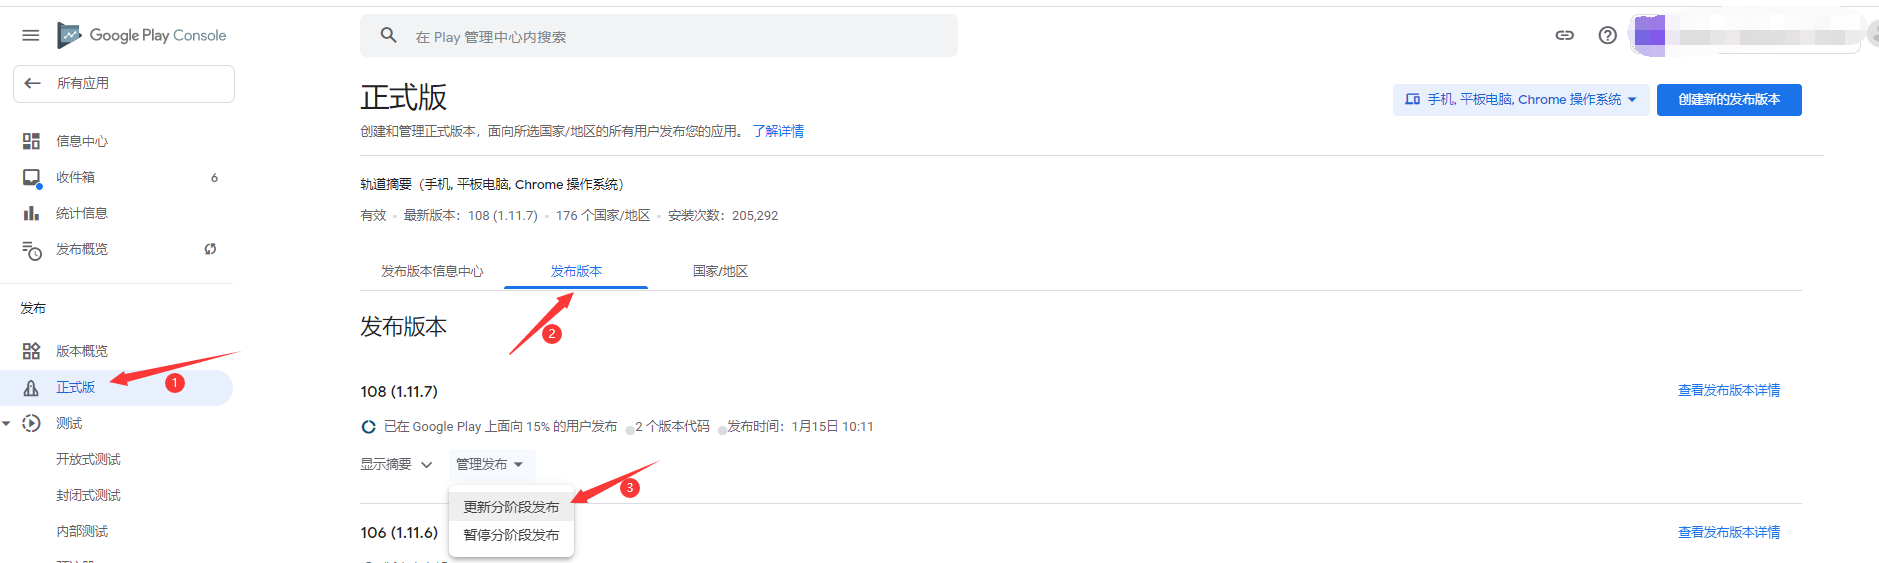 Google Play Console
在 Play 管理中心内搜索
所有应用
正式版
手机, 平板电脑, Chrome 操作系统
创建新的发布版本
创建和管理正式版本，面向所选国家/地区的所有用户发布您的应用。 了解详情
信息中心
收件箱 6
统计信息
发布概览
轨道摘要（手机, 平板电脑, Chrome 操作系统）
有效 • 最新版本：108 (1.11.7) • 176 个国家/地区 • 安装次数：205,292
发布版本信息中心
发布版本
国家/地区
2
发布
版本概览
正式版
1
测试
开放式测试
封闭式测试
内部测试
发布版本
108 (1.11.7)
查看发布版本详情
已在 Google Play 上面向 15% 的用户发布 2 个版本代码 发布时间：1月15日 10:11
显示摘要
管理发布
3
更新分阶段发布
暂停分阶段发布
106 (1.11.6)
查看发布版本详情